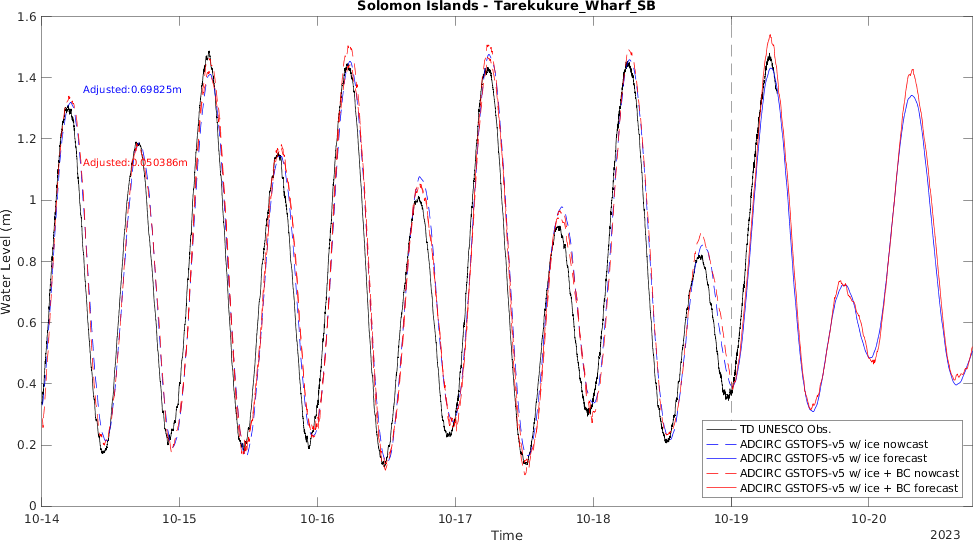 Solomon Islands - Tarekukure_Wharf_SB
1.6
1.4
1.2
1
0.8
0.6
0.4
0.2
0
Water Level (m)
Adjusted:0.69825m
Adjusted:0.050386m
TD UNESCO Obs.
ADCIRC GSTOFS-v5 w/ ice nowcast
ADCIRC GSTOFS-v5 w/ ice forecast
ADCIRC GSTOFS-v5 w/ ice + BC nowcast
ADCIRC GSTOFS-v5 w/ ice + BC forecast
10-14 10-15 10-16 10-17 10-18 10-19 10-20
Time
2023